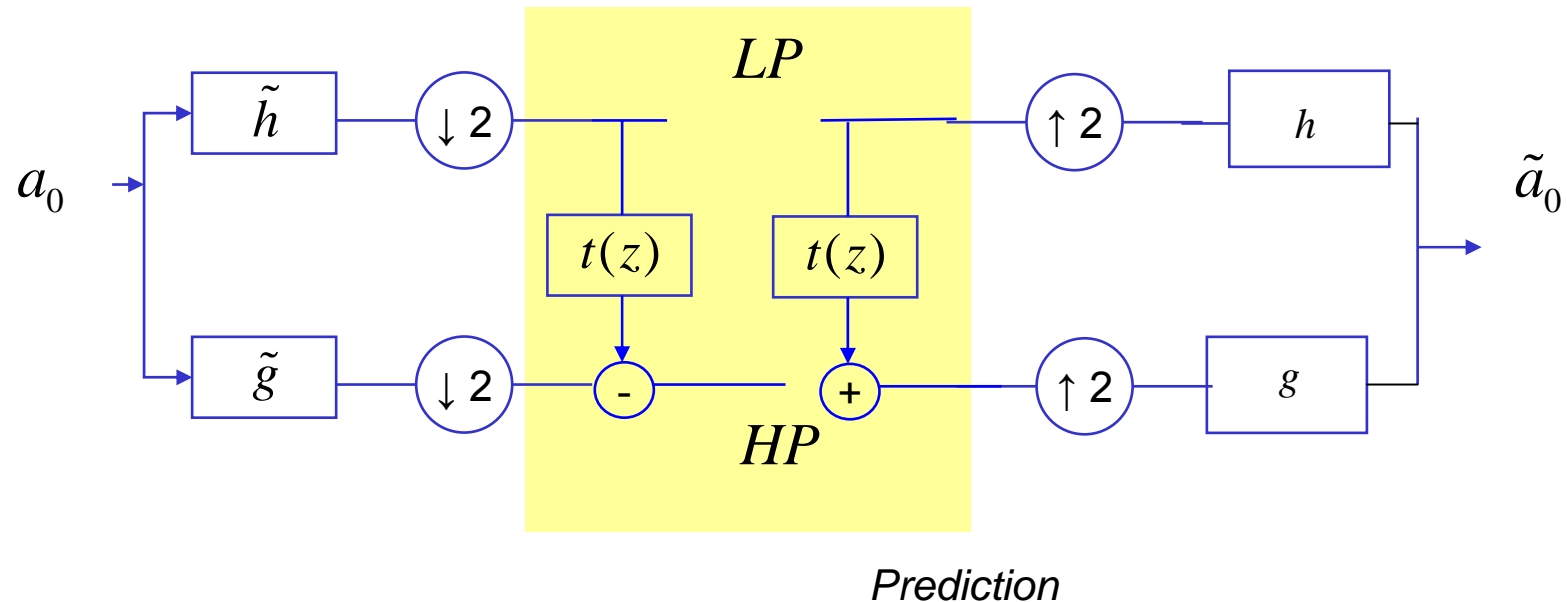 LP
h̃
↓ 2
↑ 2
h
a₀
ã₀
t(z)
t(z)
g̃
↓ 2
-
+
↑ 2
g
HP
Prediction